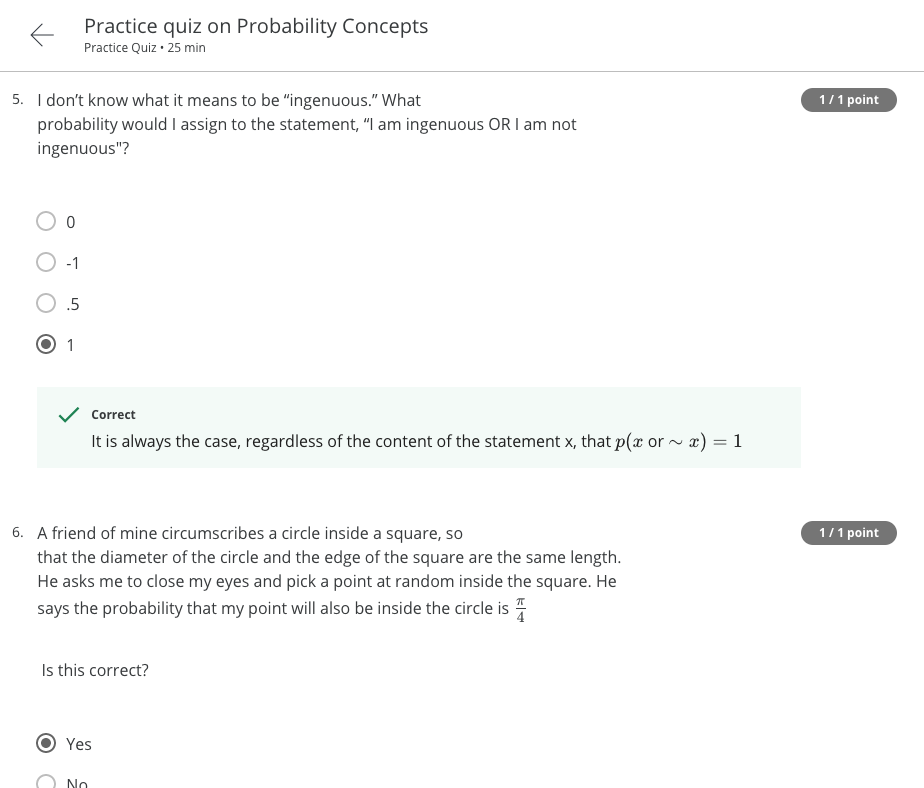 Practice quiz on Probability Concepts
Practice Quiz • 25 min
5. I don’t know what it means to be “ingenuous.” What
probability would I assign to the statement, “I am ingenuous OR I am not
ingenuous"?
1 / 1 point
0
-1
.5
1
Correct
It is always the case, regardless of the content of the statement x, that p(x or ∼ x) = 1
6. A friend of mine circumscribes a circle inside a square, so
that the diameter of the circle and the edge of the square are the same length.
He asks me to close my eyes and pick a point at random inside the square. He
says the probability that my point will also be inside the circle is π/4
1 / 1 point
Is this correct?
Yes
No